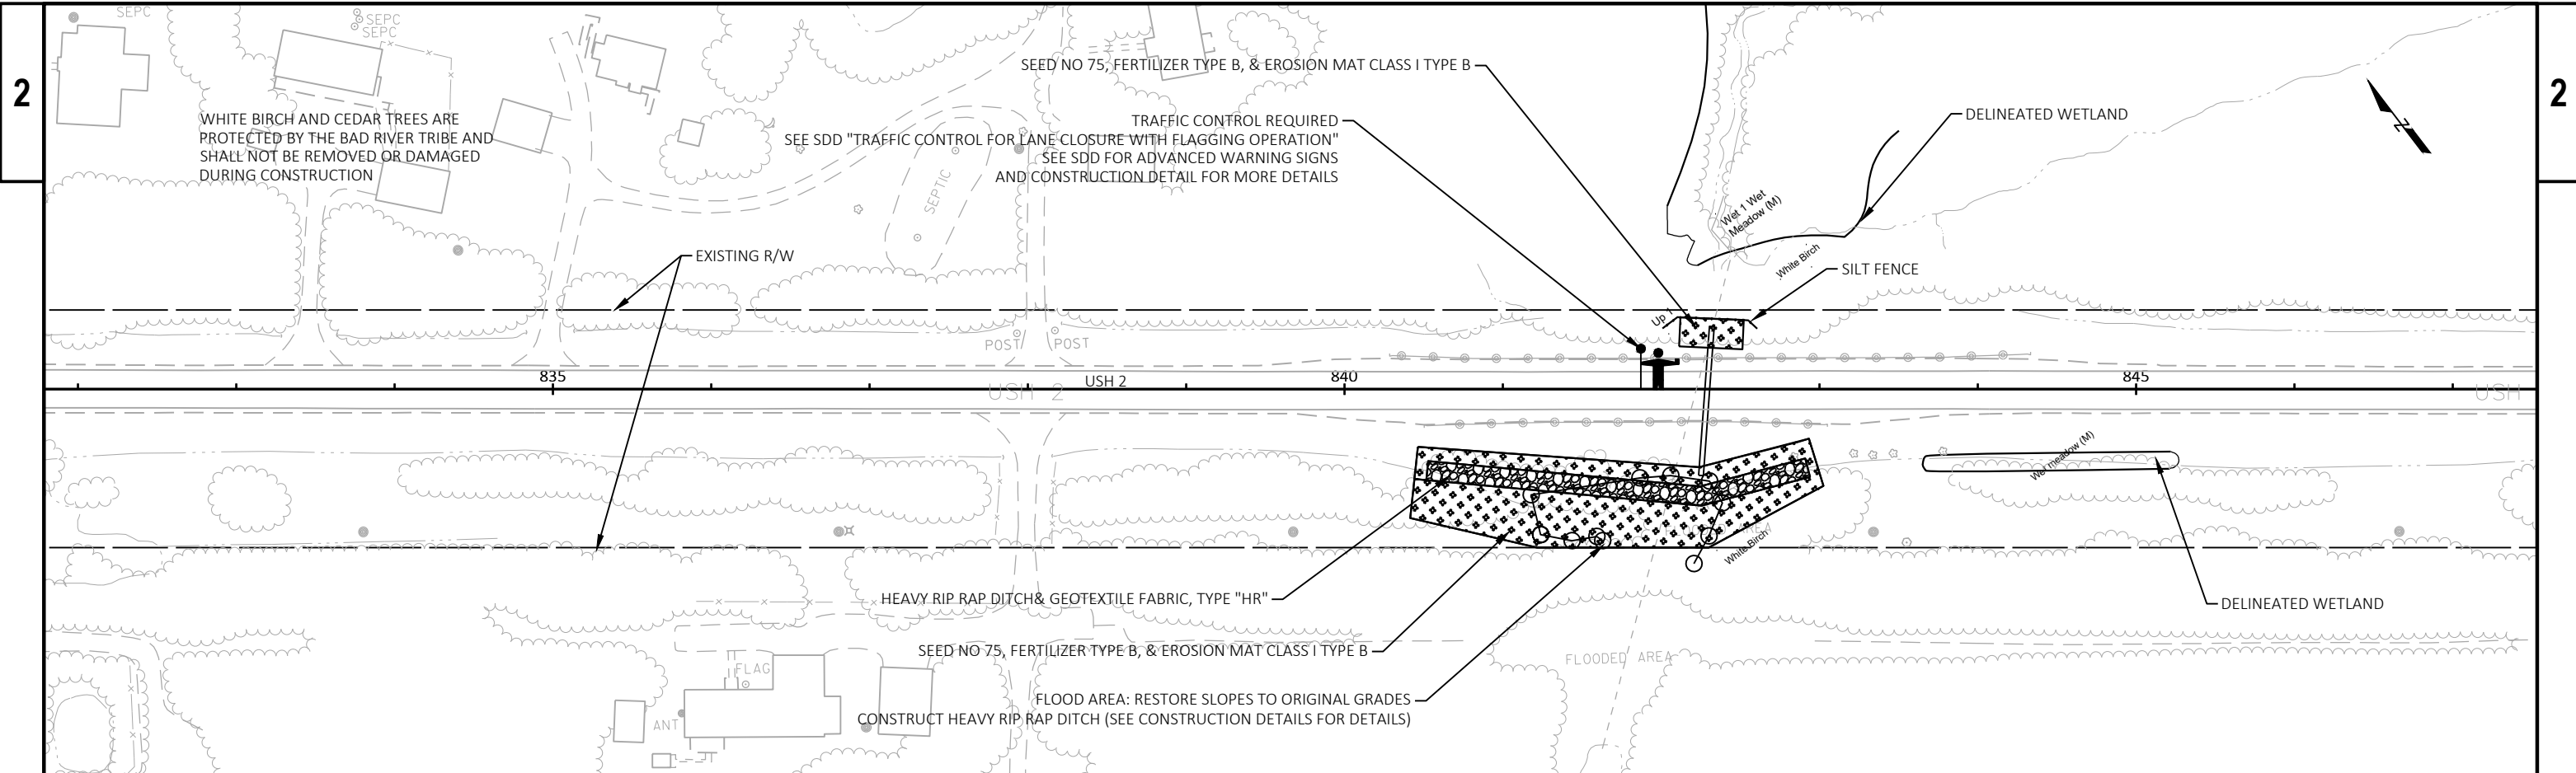 2
2
SEPC
SEPC
SEPC
WHITE BIRCH AND CEDAR TREES ARE
PROTECTED BY THE BAD RIVER TRIBE AND
SHALL NOT BE REMOVED OR DAMAGED
DURING CONSTRUCTION
SEED NO 75, FERTILIZER TYPE B, & EROSION MAT CLASS I TYPE B
TRAFFIC CONTROL REQUIRED
SEE SDD "TRAFFIC CONTROL FOR LANE CLOSURE WITH FLAGGING OPERATION"
SEE SDD FOR ADVANCED WARNING SIGNS
AND CONSTRUCTION DETAIL FOR MORE DETAILS
DELINEATED WETLAND
N
SEPTIC
Wet 1 Wet
Meadow (M)
White Birch
EXISTING R/W
SILT FENCE
Up 1
POST
POST
835
840
845
USH 2
USH 2
USH
Wet meadow (M)
White Birch
HEAVY RIP RAP DITCH& GEOTEXTILE FABRIC, TYPE "HR"
DELINEATED WETLAND
SEED NO 75, FERTILIZER TYPE B, & EROSION MAT CLASS I TYPE B
FLOODED AREA
FLAG
ANT
FLOOD AREA: RESTORE SLOPES TO ORIGINAL GRADES
CONSTRUCT HEAVY RIP RAP DITCH (SEE CONSTRUCTION DETAILS FOR DETAILS)